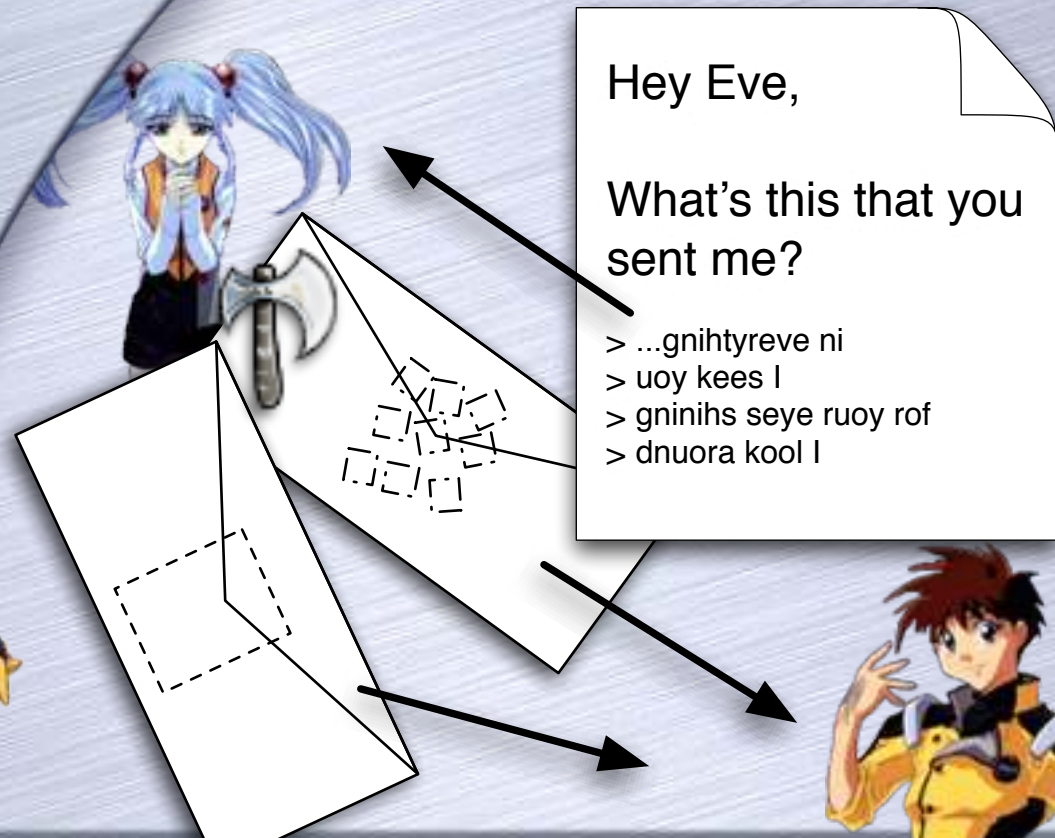 Hey Eve,
What's this that you
sent me?
> ...gnihtyreve ni
> uoy kees I
> gninihs seye ruoy rof
> dnuora kool I